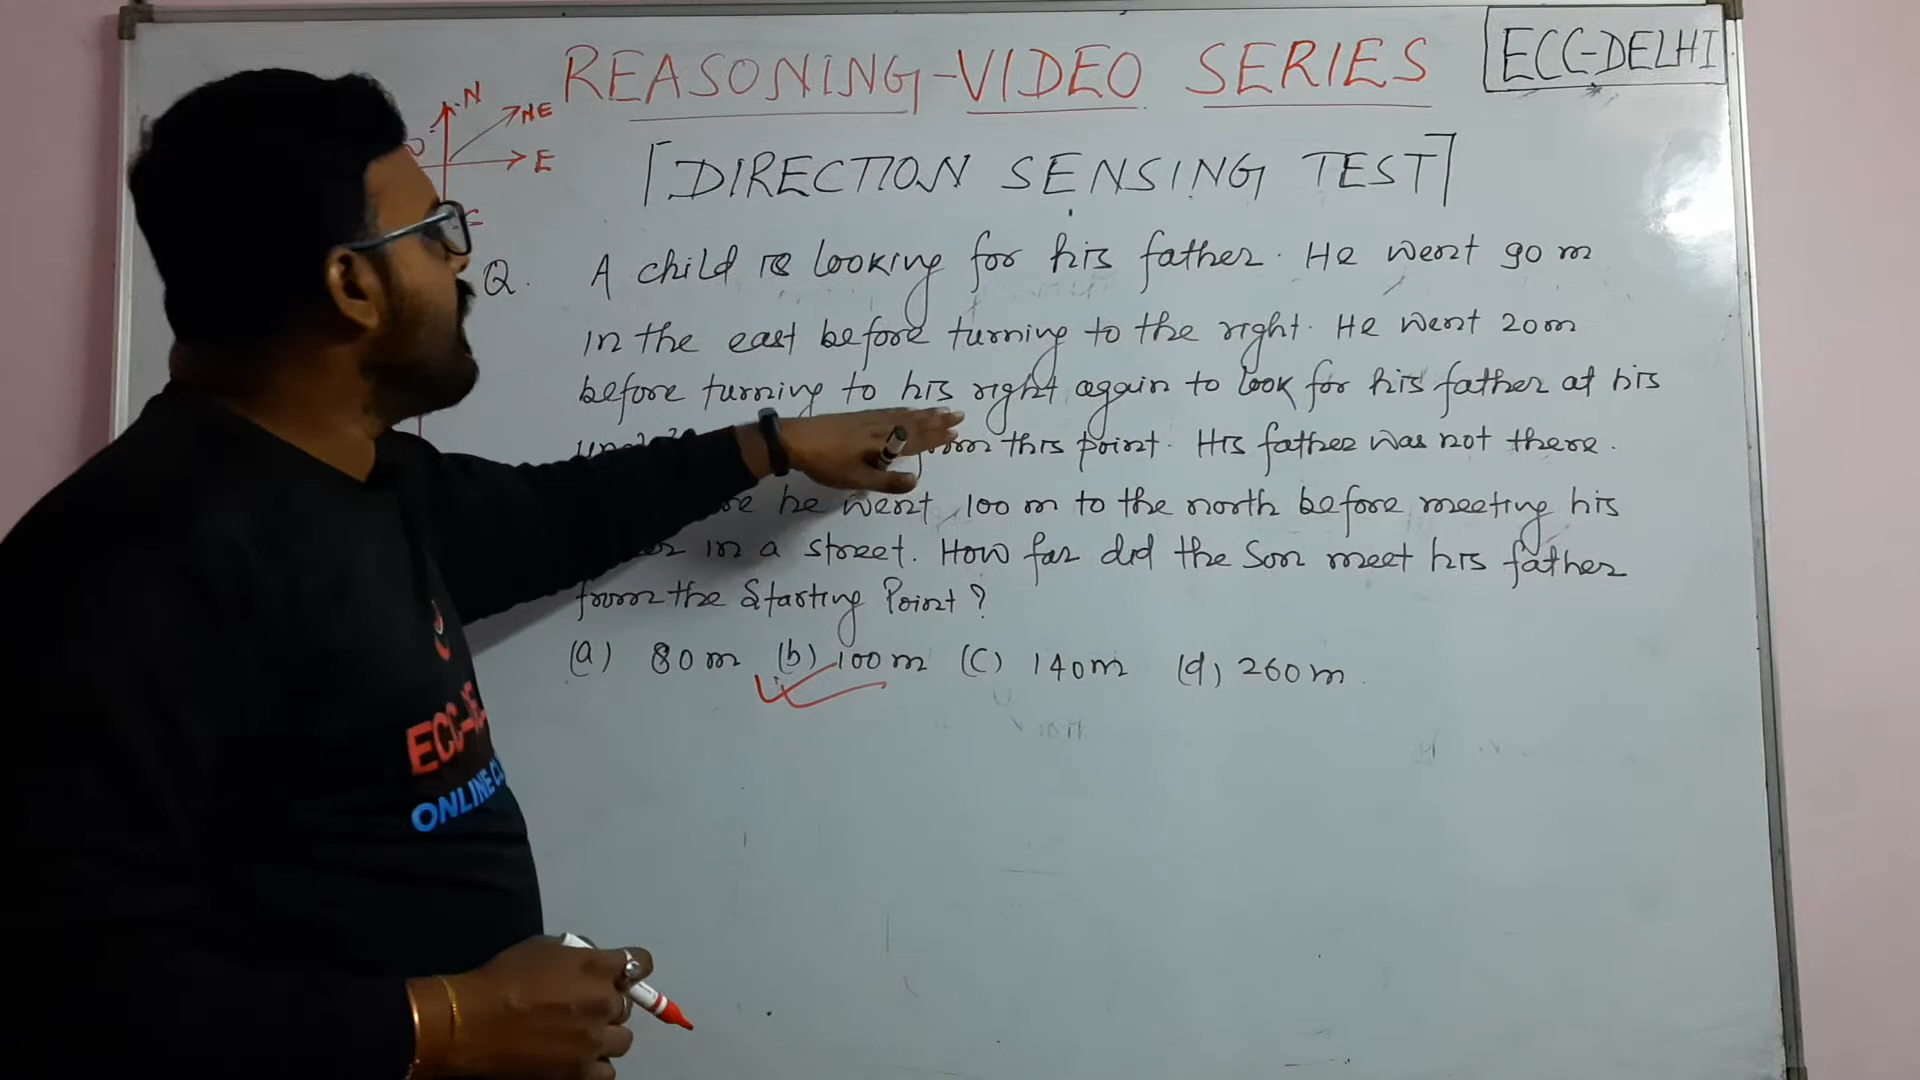 REASONING-VIDEO SERIES
ECC-DELHI
N
NE
E
[DIRECTION SENSING TEST]
Q. A child is looking for his father. He went 90 m
in the east before turning to the right. He went 20m
before turning to his right again to look for his father at his
from this point. His father was not there.
he went 100 m to the north before meeting his
in a street. How far did the Son meet his father
from the Starting Point?
(a) 80 m (b) 100 m (c) 140 m (d) 260 m.
ONLINE